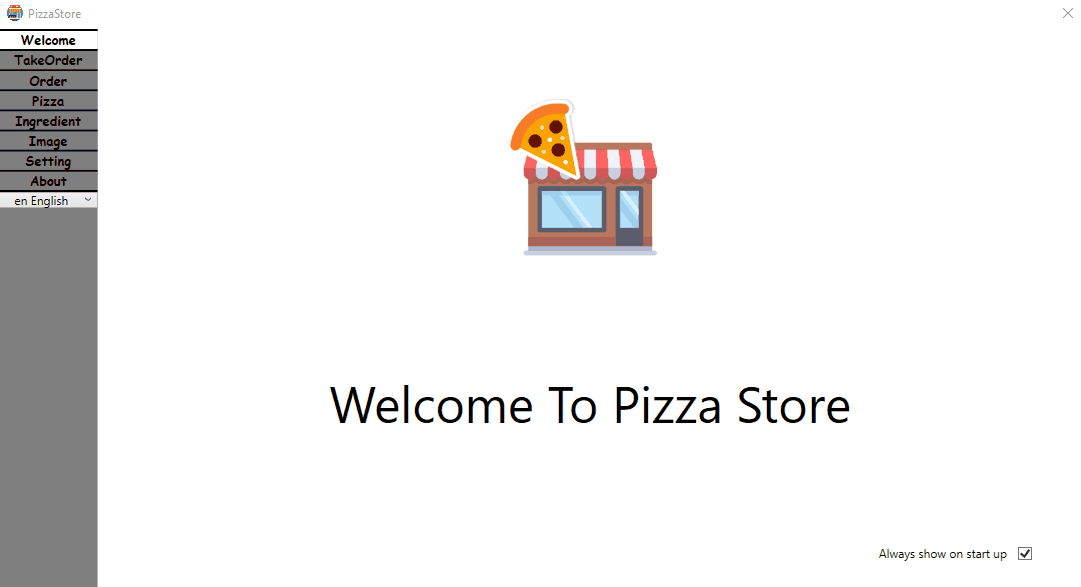 PizzaStore
Welcome
TakeOrder
Order
Pizza
Ingredient
Image
Setting
About
en English
Welcome To Pizza Store
Always show on start up